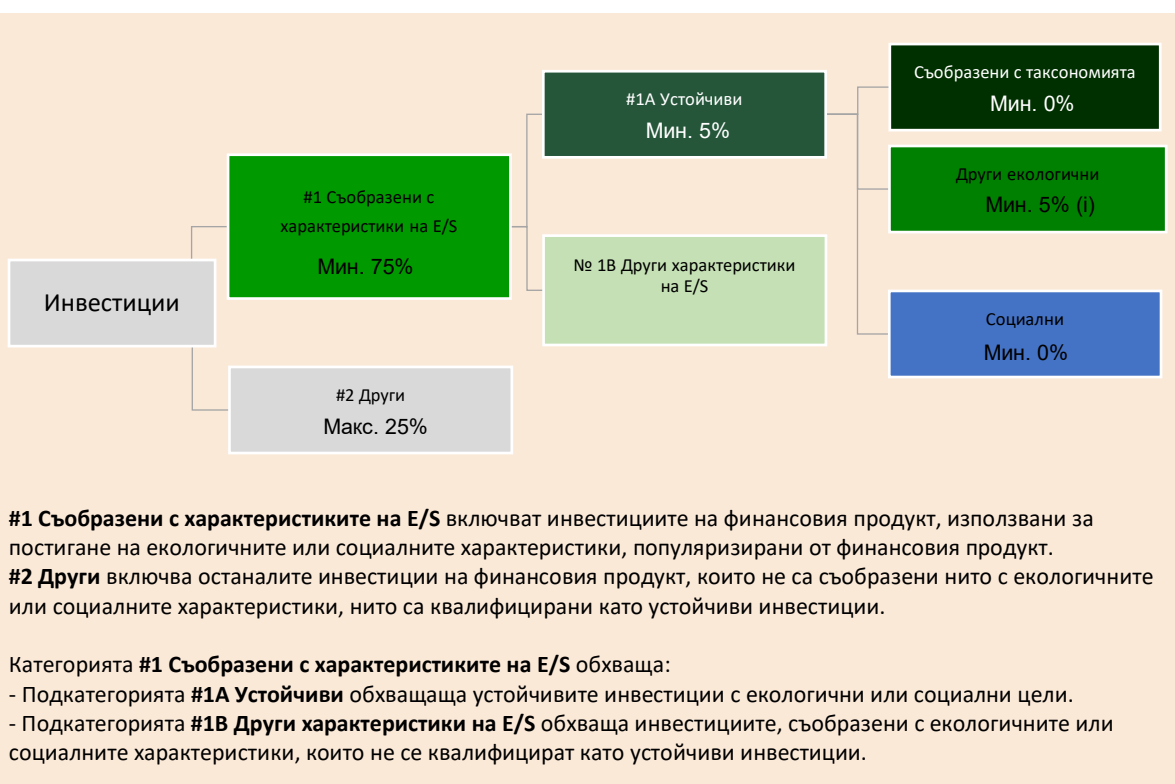 Съобразени с таксономията
Мин. 0%
#1A Устойчиви
Мин. 5%
Други екологични
Мин. 5% (i)
#1 Съобразени с
характеристики на E/S
Мин. 75%
№ 1B Други характеристики
на E/S
Инвестиции
Социални
Мин. 0%
#2 Други
Макс. 25%
#1 Съобразени с характеристиките на E/S включват инвестициите на финансовия продукт, използвани за
постигане на екологичните или социалните характеристики, популяризирани от финансовия продукт.
#2 Други включва останалите инвестиции на финансовия продукт, които не са съобразени нито с екологичните
или социалните характеристики, нито са квалифицирани като устойчиви инвестиции.
Категорията #1 Съобразени с характеристиките на E/S обхваща:
- Подкатегорията #1A Устойчиви обхващаща устойчивите инвестиции с екологични или социални цели.
- Подкатегорията #1B Други характеристики на E/S обхваща инвестициите, съобразени с екологичните или
социалните характеристики, които не се квалифицират като устойчиви инвестиции.